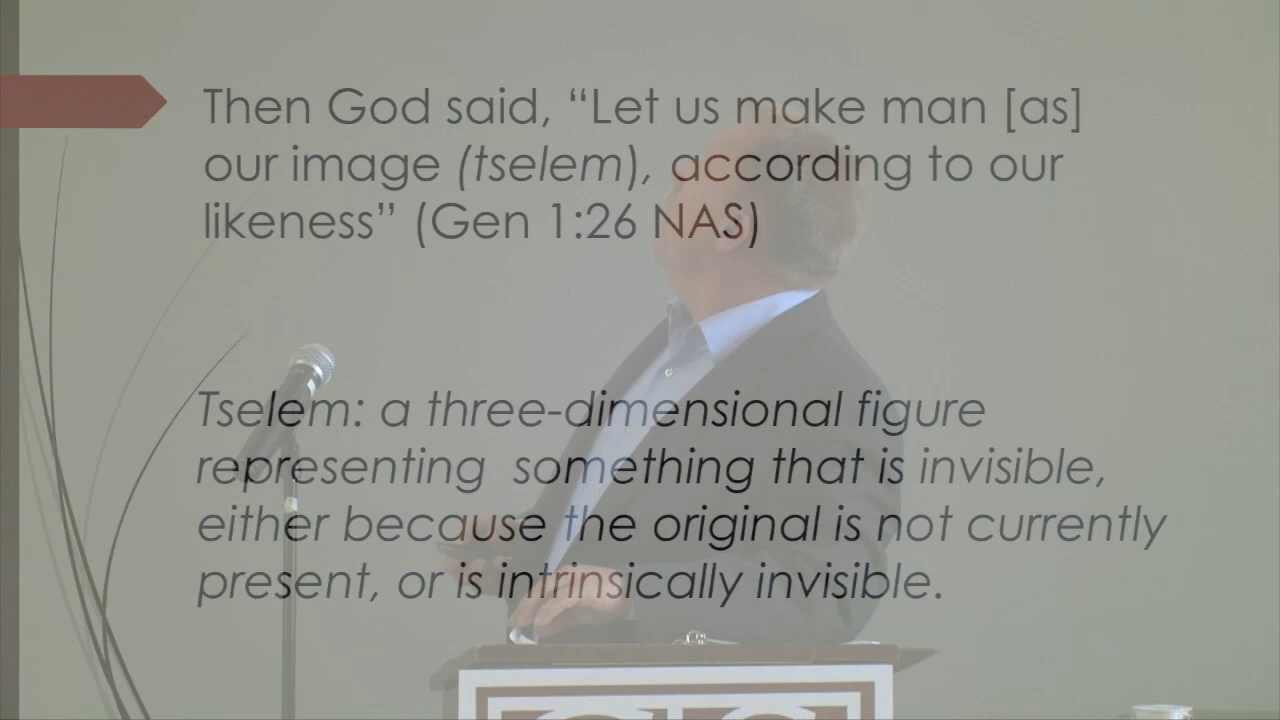 Then God said, “Let us make man [as]
our image (tselem), according to our
likeness” (Gen 1:26 NAS)
Tselem: a three-dimensional figure
representing  something that is invisible,
either because the original is not currently
present, or is intrinsically invisible.